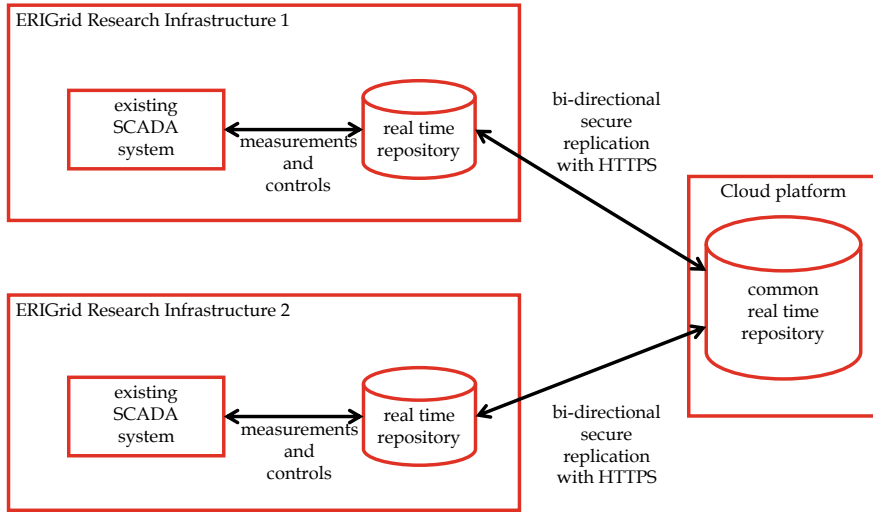 ERIGrid Research Infrastructure 1
existing
SCADA
system
measurements
and
controls
real time
repository
bi-directional
secure
replication
with HTTPS
Cloud platform
common
real time
repository
ERIGrid Research Infrastructure 2
existing
SCADA
system
measurements
and
controls
real time
repository
bi-directional
secure
replication
with HTTPS